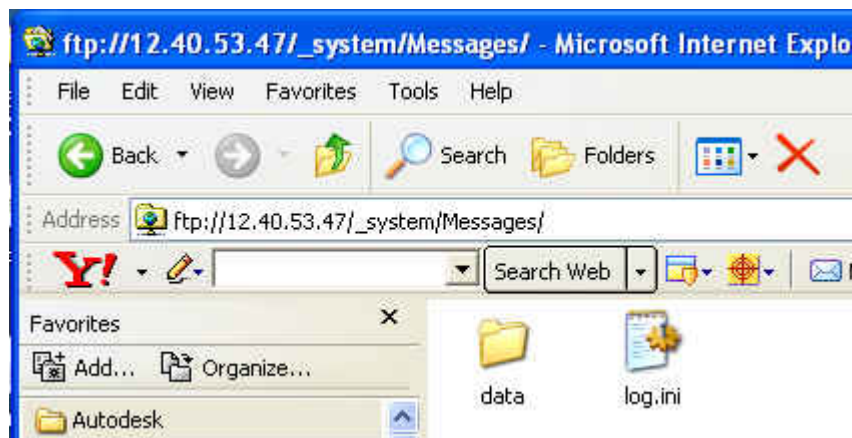 ftp://12.40.53.47/_system/Messages/ - Microsoft Internet Explo
File Edit View Favorites Tools Help
Back Search Folders
Address ftp://12.40.53.47/_system/Messages/
Y! Search Web
Favorites
Add... Organize...
data log.ini
Autodesk